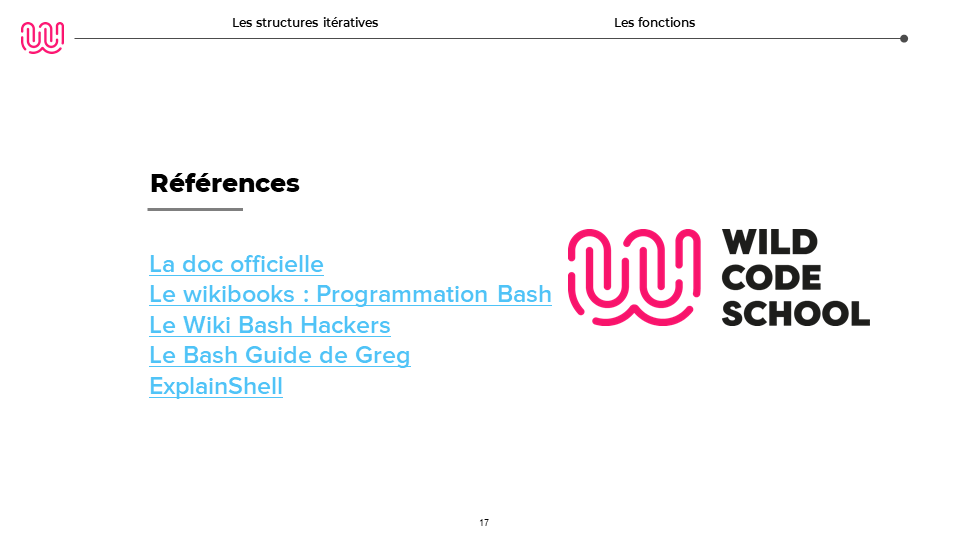 Les structures itératives
Les fonctions
Références
La doc officielle
Le wikibooks : Programmation Bash
Le Wiki Bash Hackers
Le Bash Guide de Greg
ExplainShell
WILD
CODE
SCHOOL
17